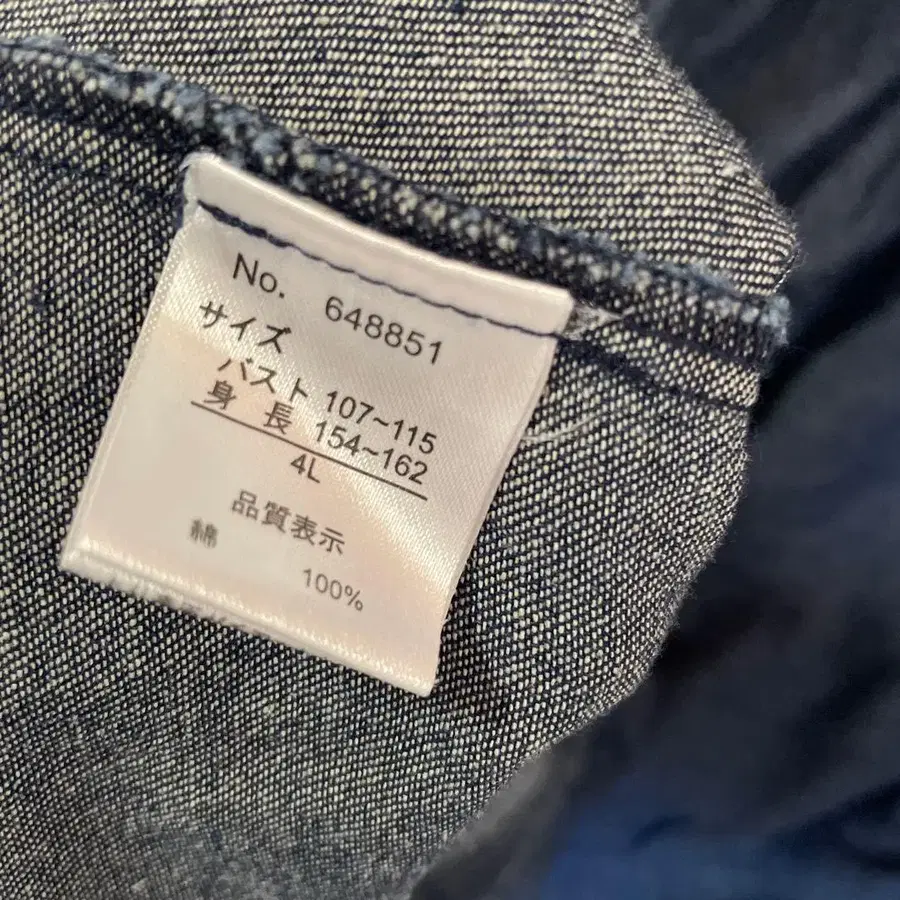 No. 648851
サイズ
バスト 107~115
身長 154~162
4L
品質表示
綿 100%